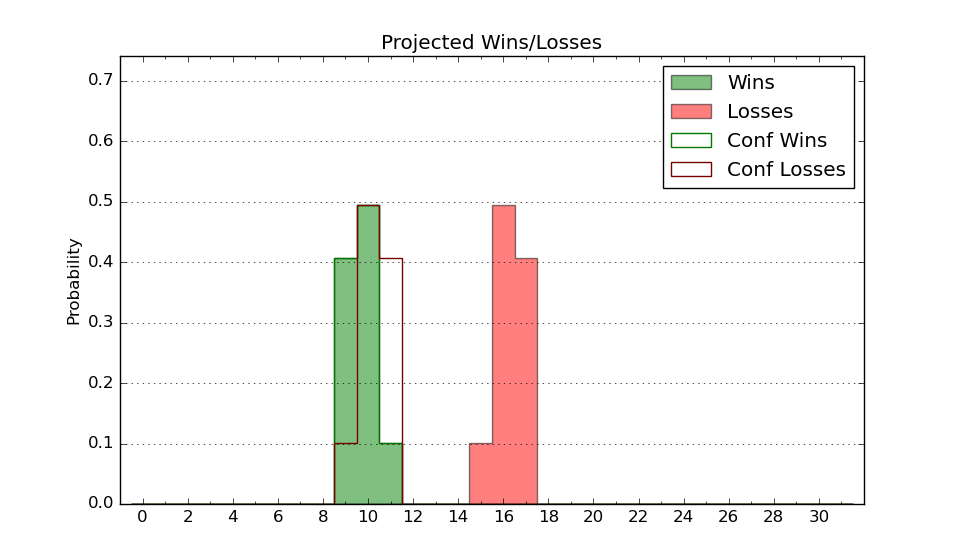 Projected Wins/Losses
Wins
Losses
Conf Wins
Conf Losses
Probability
0.7
0.6
0.5
0.4
0.3
0.2
0.1
0.0
0 2 4 6 8 10 12 14 16 18 20 22 24 26 28 30